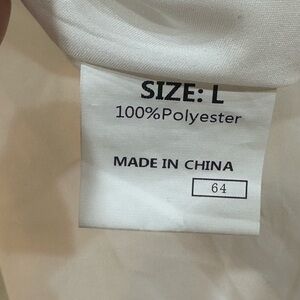 SIZE: L
100%Polyester
MADE IN CHINA
64